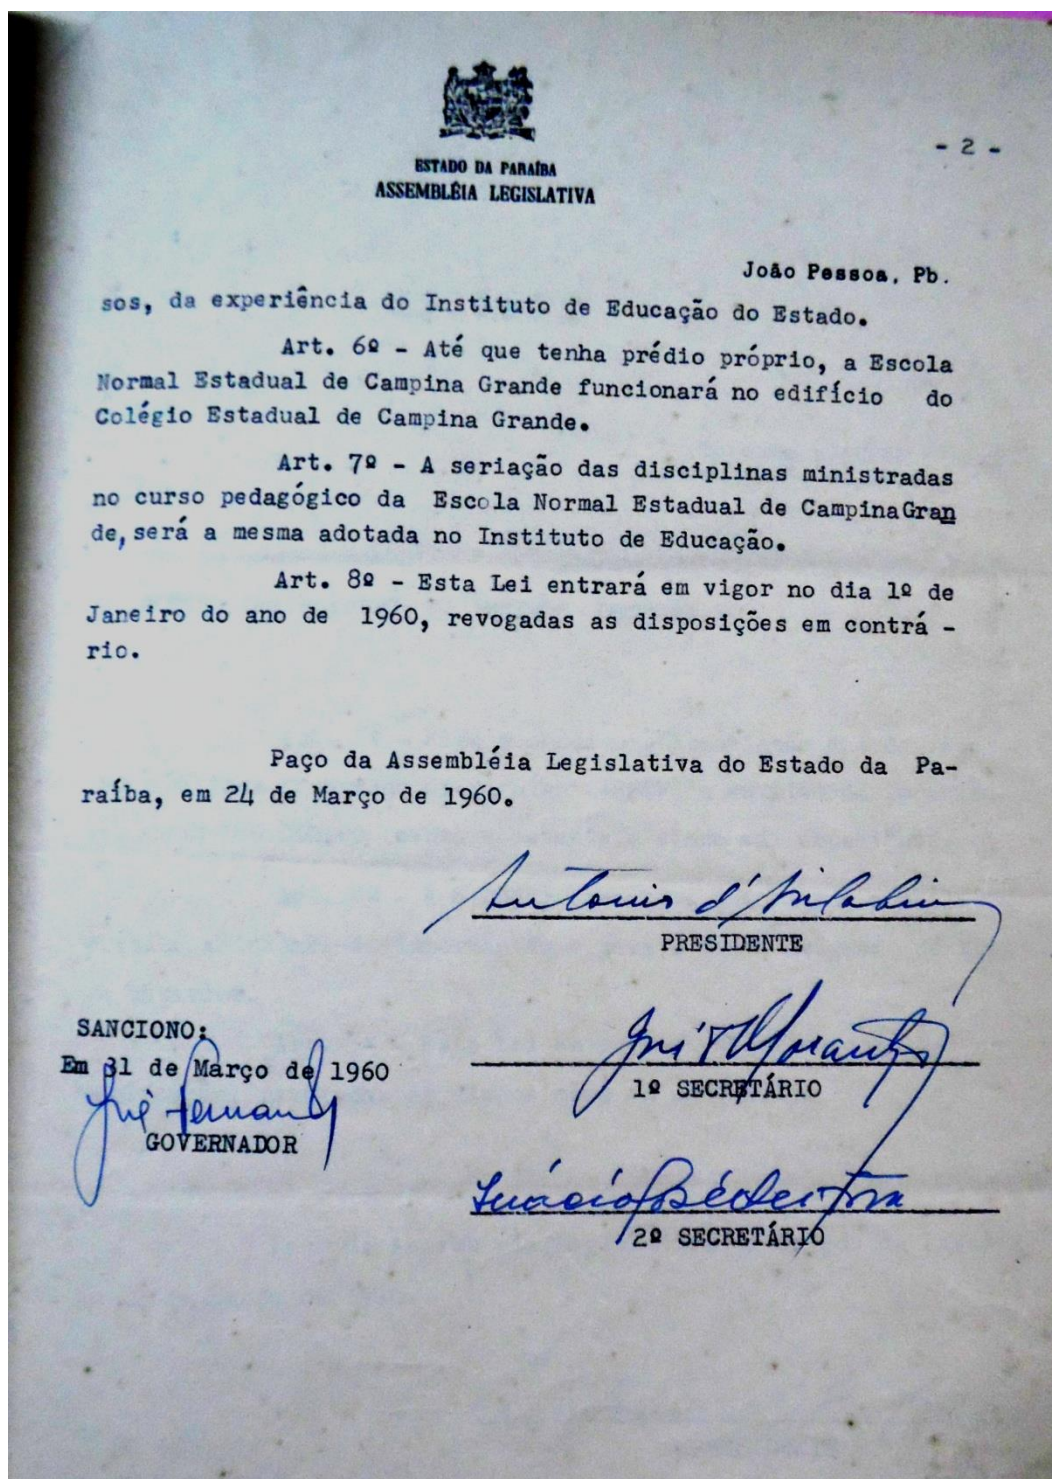 - 2 -
ESTADO DA PARAÍBA
ASSEMBLÉIA LEGISLATIVA
João Pessoa, Pb.
sos, da experiência do Instituto de Educação do Estado.
Art. 6º - Até que tenha prédio próprio, a Escola
Normal Estadual de Campina Grande funcionará no edifício do
Colégio Estadual de Campina Grande.
Art. 7º - A seriação das disciplinas ministradas
no curso pedagógico da Escola Normal Estadual de Campina Gran
de, será a mesma adotada no Instituto de Educação.
Art. 8º - Esta Lei entrará em vigor no dia 1º de
Janeiro do ano de 1960, revogadas as disposições em contrá -
rio.
Paço da Assembléia Legislativa do Estado da Pa-
raíba, em 24 de Março de 1960.
Antonio d'
PRESIDENTE
SANCIONO:
Em 31 de Março de 1960
José Fernand
GOVERNADOR
1º SECRETÁRIO
Inácio
2º SECRETÁRIO